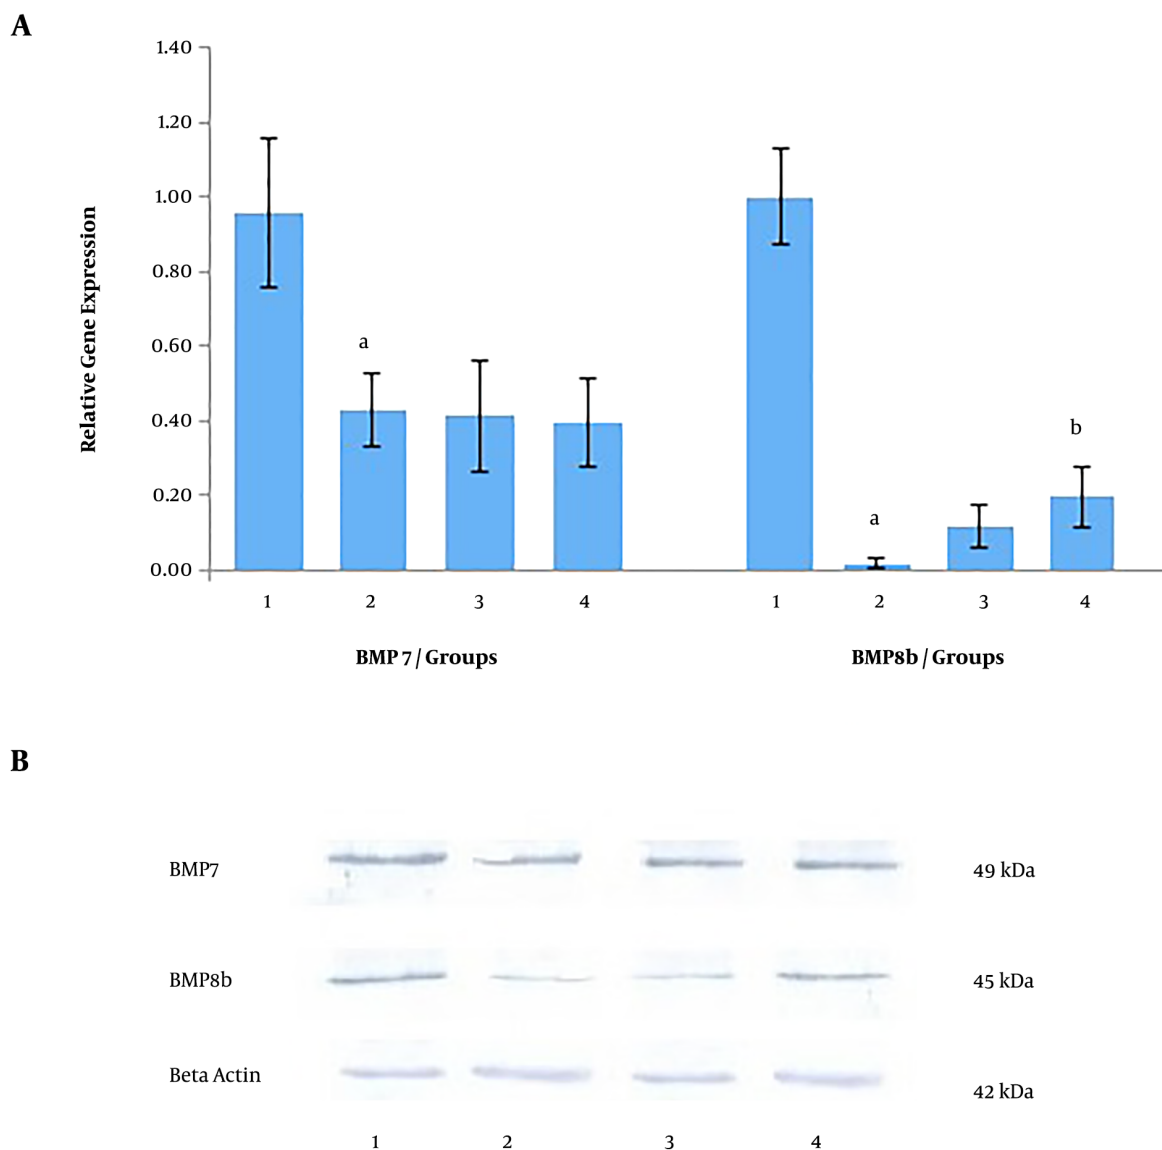 A
1.40
1.20
1.00
0.80
0.60
0.40
0.20
0.00
Relative Gene Expression
a
a
b
1 2 3 4 1 2 3 4
BMP 7 / Groups BMP8b / Groups
B
BMP7 49 kDa
BMP8b 45 kDa
Beta Actin 42 kDa
1 2 3 4